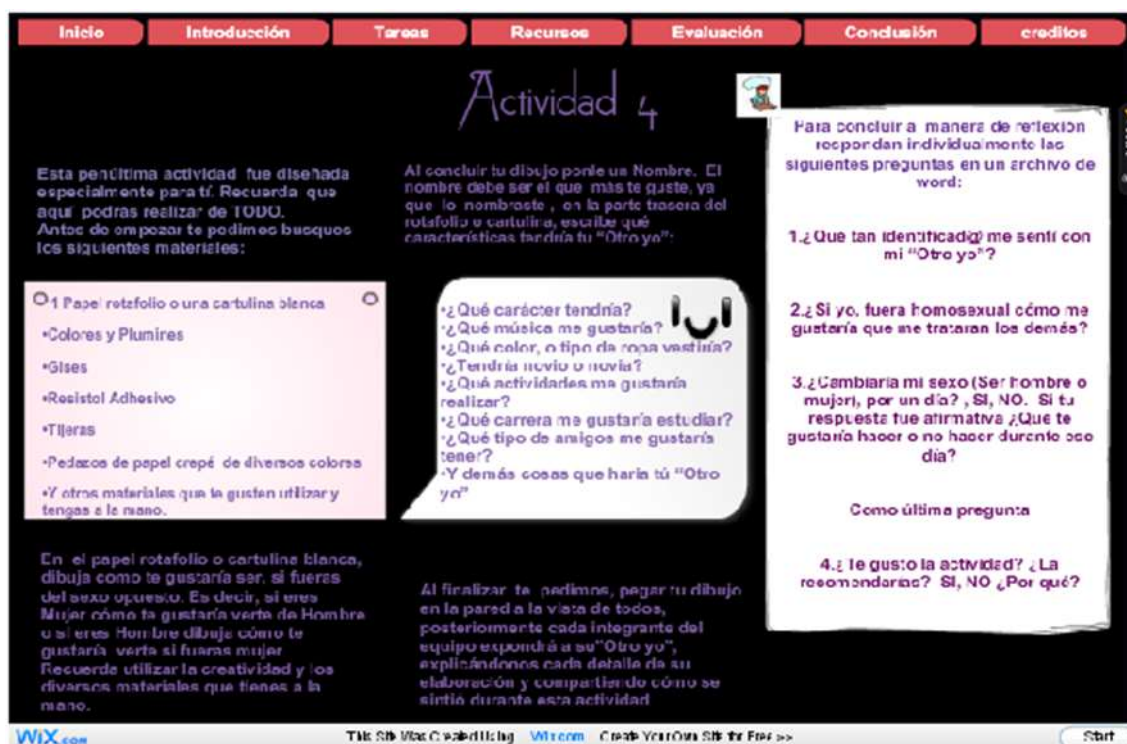 Inicio Introducción Tareas Recursos Evaluación Conclusión creditos
Actividad 4
Esta penúltima actividad fue diseñada
especialmente para tí. Recuerda que
aquí podrás realizar de TODO.
Antes de empezar te pedimos busques
los siguientes materiales:
1 Papel rotafolio o una cartulina blanca
•Colores y Plumines
•Gises
•Resistol Adhesivo
•Tijeras
•Pedazos de papel crepé de diversos colores
•Y otros materiales que te gusten utilizar y
tengas a la mano.
En el papel rotafolio o cartulina blanca,
dibuja como te gustaría ser, si fueras
del sexo opuesto. Es decir, si eres
Mujer cómo te gustaría verte de Hombre
o si eres Hombre dibuja cómo te
gustaría verte si fueras mujer
Recuerda utilizar la creatividad y los
diversos materiales que tienes a la
mano.
Al concluir tu dibujo ponle un Nombre. El
nombre debe ser el que más te guste, ya
que lo nombraste , en la parte trasera del
rotafolio o cartulina, escribe qué
características tendría tu "Otro yo":
•¿Qué carácter tendría?
•¿Qué música me gustaría?
•¿Qué color, o tipo de ropa vestiría?
•¿Tendría novio o novia?
•¿Qué actividades me gustaría
realizar?
•¿Qué carrera me gustaría estudiar?
•¿Qué tipo de amigos me gustaría
tener?
•Y demás cosas que haria tú "Otro
yo"
Al finalizar te pedimos, pegar tu dibujo
en la pared a la vista de todos,
posteriormente cada integrante del
equipo expondrá a su"Otro yo",
explicándonos cada detalle de su
elaboración y compartiendo cómo se
sintió durante esta actividad
Para concluir a manera de reflexión
respondan individualmente las
siguientes preguntas en un archivo de
word:
1.¿Que tan identificad@ me sentí con
mi "Otro yo"?
2.¿Si yo, fuera homosexual cómo me
gustaría que me trataran los demás?
3.¿Cambiaría mi sexo (Ser hombre o
mujer), por un día? , SI, NO. Si tu
respuesta fue afirmativa ¿Que te
gustaría hacer o no hacer durante ese
día?
Como última pregunta
4.¿Te gusto la actividad? ¿La
recomendarías? SI, NO ¿Por qué?
WiX.com This Site Was Created Using Wix.com Create Your Own Site for Free >> Start